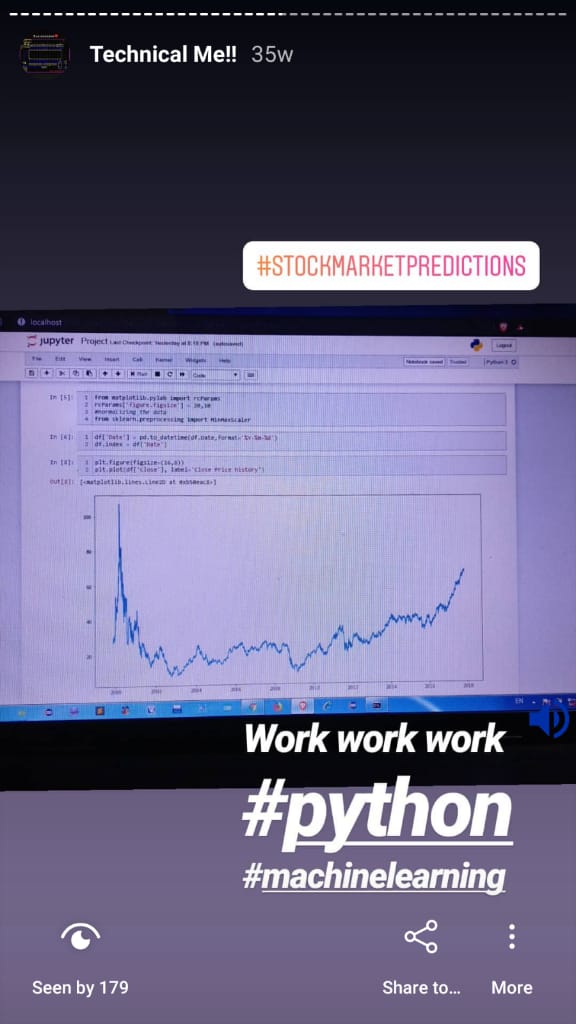 Technical Me!! 35w
#STOCKMARKETPREDICTIONS
localhost
jupyter Project Last Checkpoint: Yesterday at 8:19 PM (autosaved)
Logout
File Edit View Insert Cell Kernel Widgets Help
Notebook saved Trusted Python 3
Run Code
In [5]: 1 from matplotlib.pylab import rcParams
2 rcParams['figure.figsize'] = 20,10
3 #normalizing the data
4 from sklearn.preprocessing import MinMaxScaler
In [6]: 1 df['Date'] = pd.to_datetime(df.Date,format='%Y-%m-%d')
2 df.index = df['Date']
In [8]: 1 plt.figure(figsize=(16,8))
2 plt.plot(df['Close'], label='Close Price history')
Out[8]: [<matplotlib.lines.Line2D at
100
80
60
40
20
2000 2002 2004 2006 2008 2010 2012 2014 2016 2018
EN
Work work work
#python
#machinelearning
Seen by 179 Share to... More